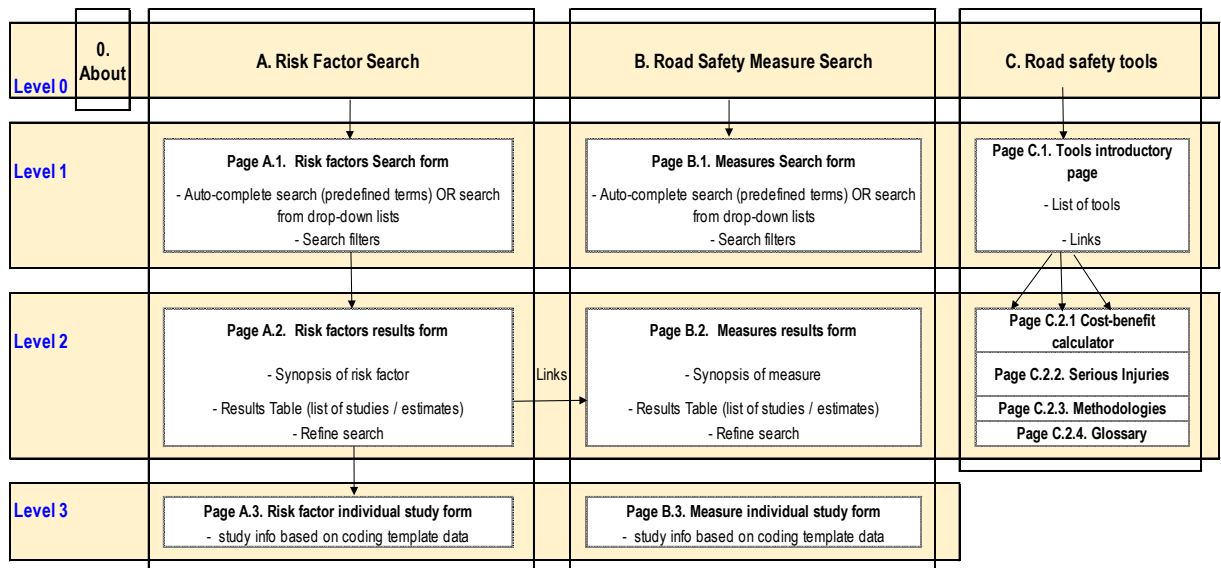 0.
About
A. Risk Factor Search
B. Road Safety Measure Search
C. Road safety tools
Level 0
Level 1
Page A.1.  Risk factors Search form
- Auto-complete search (predefined terms) OR search
from drop-down lists
- Search filters
Page B.1.  Measures Search form
- Auto-complete search (predefined terms) OR search
from drop-down lists
- Search filters
Page C.1. Tools introductory
page
- List of tools
- Links
Level 2
Page A.2.  Risk factors results form
- Synopsis of risk factor
- Results Table (list of studies / estimates)
- Refine search
Links
Page B.2.  Measures results form
- Synopsis of measure
- Results Table (list of studies / estimates)
- Refine search
Page C.2.1 Cost-benefit
calculator
Page C.2.2. Serious Injuries
Page C.2.3. Methodologies
Page C.2.4. Glossary
Level 3
Page A.3. Risk factor individual study form
-  study info based on coding template data
Page B.3. Measure individual study form
-  study info based on coding template data